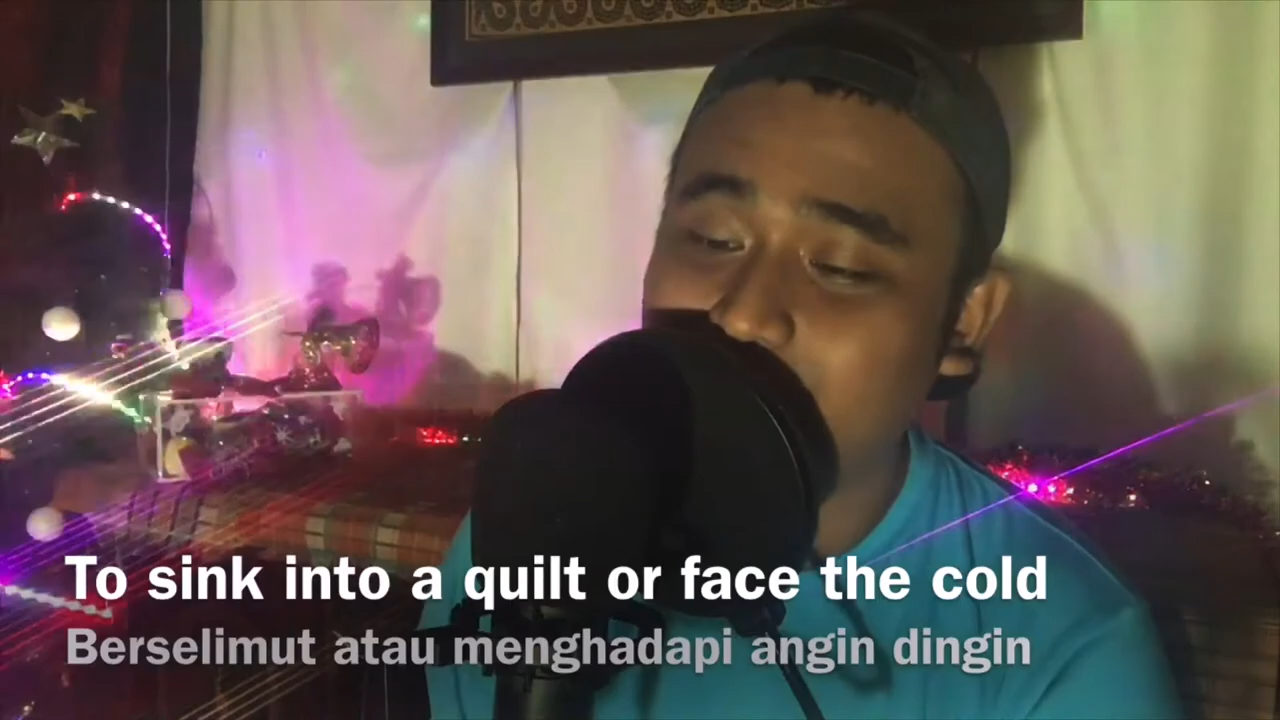 To sink into a quilt or face the cold
Berselimut atau menghadapi angin dingin